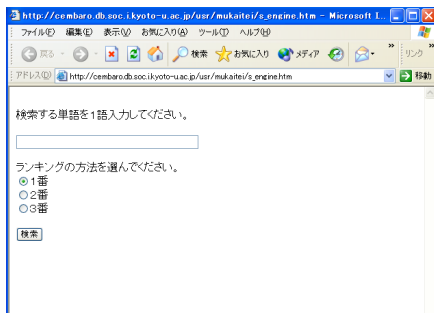 http://cembaro.db.soc.i.kyoto-u.ac.jp/usr/mukaitei/s_engine.htm - Microsoft I...
ファイル(F) 編集(E) 表示(V) お気に入り(A) ツール(T) ヘルプ(H)
戻る 検索 お気に入り メディア リンク
アドレス(D) http://cembaro.db.soc.i.kyoto-u.ac.jp/usr/mukaitei/s_engine.htm 移動
検索する単語を1語入力してください。
ランキングの方法を選んでください。
1番
2番
3番
検索